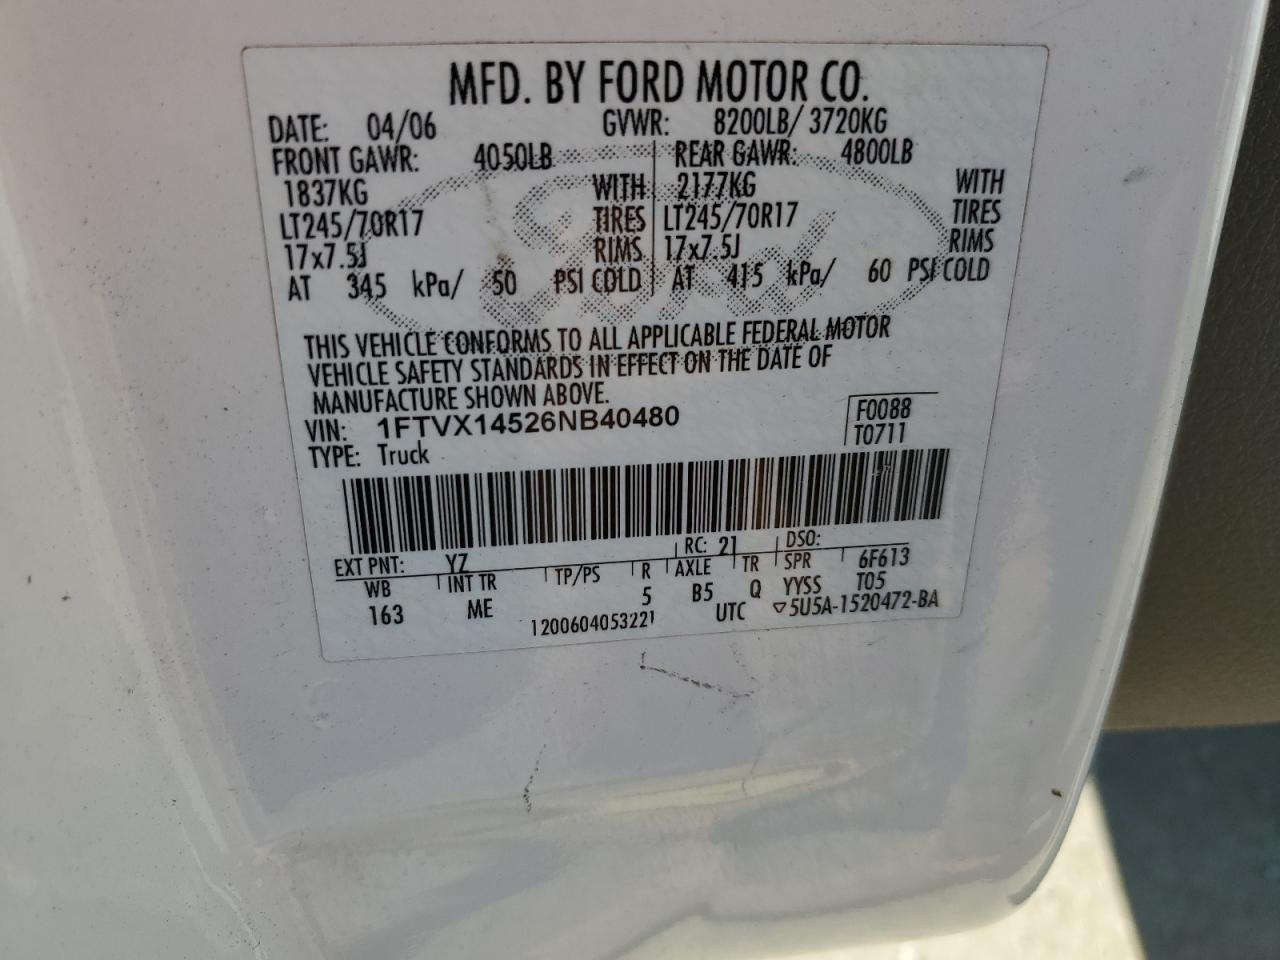 MFD. BY FORD MOTOR CO.
DATE: 04/06 GVWR: 8200LB/ 3720KG
FRONT GAWR: 4050LB REAR GAWR: 4800LB
1837KG WITH 2177KG WITH
LT245/70R17 TIRES LT245/70R17 TIRES
17x7.5J RIMS 17x7.5J RIMS
AT 345 kPa/ 50 PSI COLD AT 415 kPa/ 60 PSI COLD
THIS VEHICLE CONFORMS TO ALL APPLICABLE FEDERAL MOTOR
VEHICLE SAFETY STANDARDS IN EFFECT ON THE DATE OF
MANUFACTURE SHOWN ABOVE.
VIN: 1FTVX14526NB40480 F0088
TYPE: Truck T0711
EXT PNT: YZ RC: 21 DSO:
WB INT TR TP/PS R AXLE TR SPR 6F613
163 ME 5 B5 Q YYSS T05
1200604053221 UTC ▽5U5A-1520472-BA
Ford